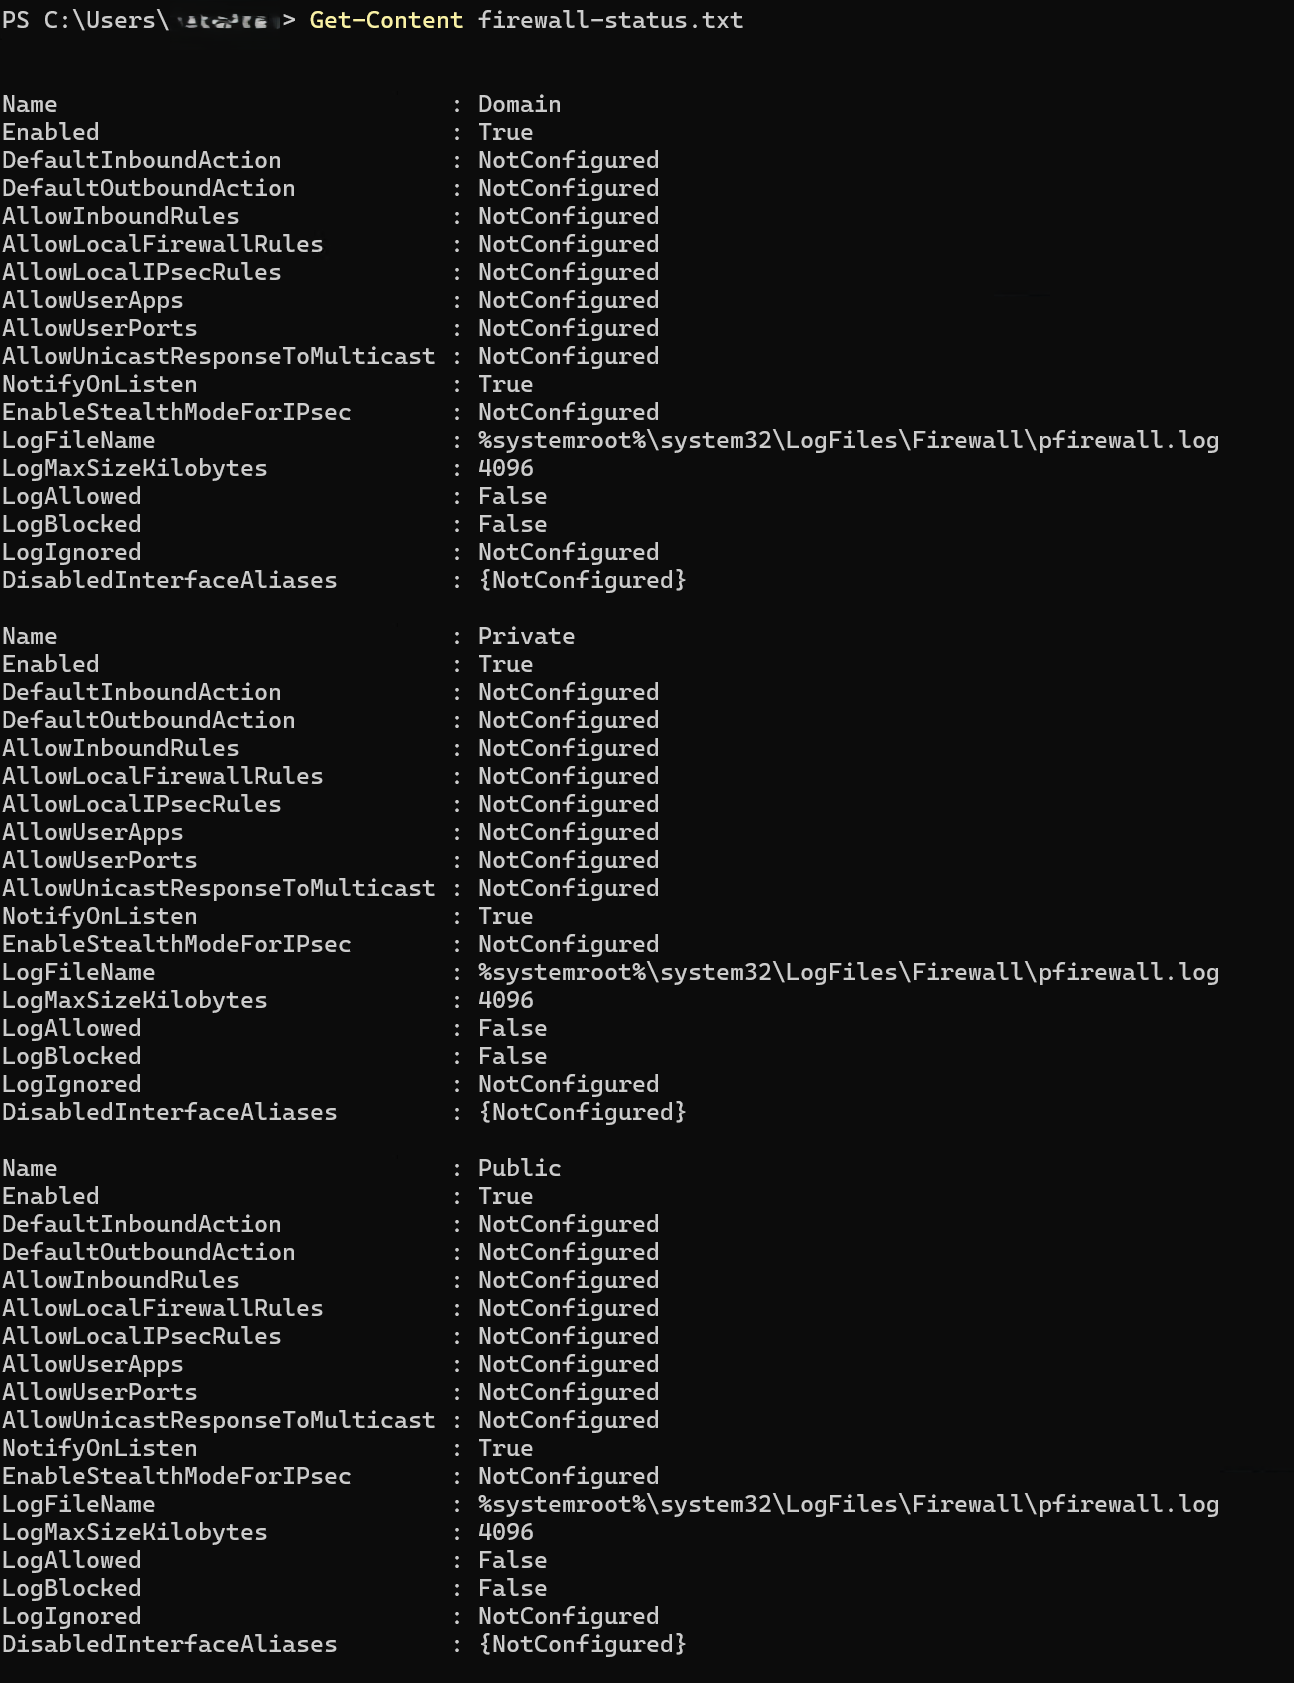 PS C:\Users\ > Get-Content firewall-status.txt
Name : Domain
Enabled : True
DefaultInboundAction : NotConfigured
DefaultOutboundAction : NotConfigured
AllowInboundRules : NotConfigured
AllowLocalFirewallRules : NotConfigured
AllowLocalIPsecRules : NotConfigured
AllowUserApps : NotConfigured
AllowUserPorts : NotConfigured
AllowUnicastResponseToMulticast : NotConfigured
NotifyOnListen : True
EnableStealthModeForIPsec : NotConfigured
LogFileName : %systemroot%\system32\LogFiles\Firewall\pfirewall.log
LogMaxSizeKilobytes : 4096
LogAllowed : False
LogBlocked : False
LogIgnored : NotConfigured
DisabledInterfaceAliases : {NotConfigured}
Name : Private
Enabled : True
DefaultInboundAction : NotConfigured
DefaultOutboundAction : NotConfigured
AllowInboundRules : NotConfigured
AllowLocalFirewallRules : NotConfigured
AllowLocalIPsecRules : NotConfigured
AllowUserApps : NotConfigured
AllowUserPorts : NotConfigured
AllowUnicastResponseToMulticast : NotConfigured
NotifyOnListen : True
EnableStealthModeForIPsec : NotConfigured
LogFileName : %systemroot%\system32\LogFiles\Firewall\pfirewall.log
LogMaxSizeKilobytes : 4096
LogAllowed : False
LogBlocked : False
LogIgnored : NotConfigured
DisabledInterfaceAliases : {NotConfigured}
Name : Public
Enabled : True
DefaultInboundAction : NotConfigured
DefaultOutboundAction : NotConfigured
AllowInboundRules : NotConfigured
AllowLocalFirewallRules : NotConfigured
AllowLocalIPsecRules : NotConfigured
AllowUserApps : NotConfigured
AllowUserPorts : NotConfigured
AllowUnicastResponseToMulticast : NotConfigured
NotifyOnListen : True
EnableStealthModeForIPsec : NotConfigured
LogFileName : %systemroot%\system32\LogFiles\Firewall\pfirewall.log
LogMaxSizeKilobytes : 4096
LogAllowed : False
LogBlocked : False
LogIgnored : NotConfigured
DisabledInterfaceAliases : {NotConfigured}